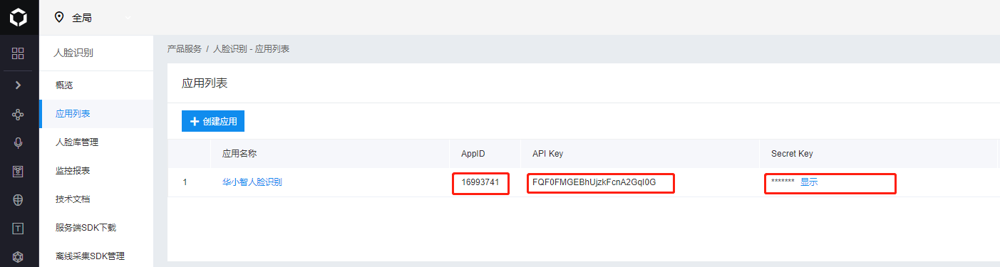 全局
人脸识别
产品服务 / 人脸识别 - 应用列表
概览
应用列表
人脸库管理
监控报表
技术文档
服务端SDK下载
离线采集SDK管理
应用列表
创建应用
应用名称 AppID API Key Secret Key
1 华小智人脸识别 16993741 FQF0FMGEBhUjzkFcnA2GqI0G ******* 显示